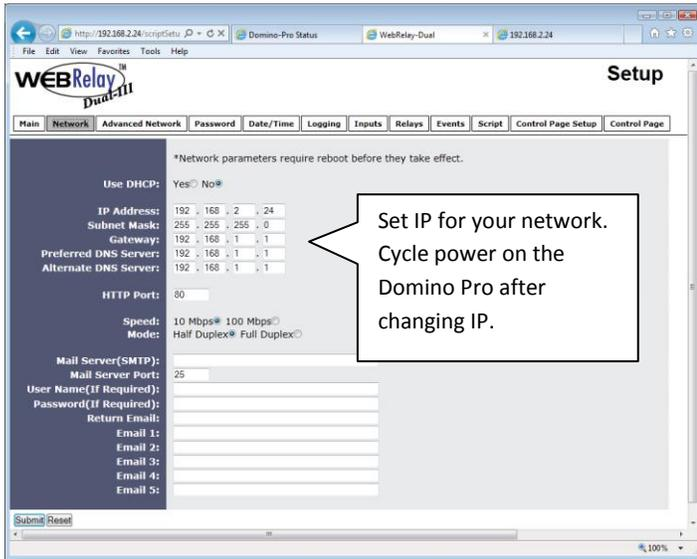 http://192.168.2.24/scriptSetu
Domino-Pro Status
WebRelay-Dual
192.168.2.24
File Edit View Favorites Tools Help
WEBRelay™
Dual-III
Setup
Main Network Advanced Network Password Date/Time Logging Inputs Relays Events Script Control Page Setup Control Page
*Network parameters require reboot before they take effect.
Use DHCP: Yes No
IP Address: 192 . 168 . 2 . 24
Subnet Mask: 255 . 255 . 255 . 0
Gateway: 192 . 168 . 1 . 1
Preferred DNS Server: 192 . 168 . 1 . 1
Alternate DNS Server: 192 . 168 . 1 . 1
HTTP Port: 80
Speed: 10 Mbps 100 Mbps
Mode: Half Duplex Full Duplex
Mail Server(SMTP):
Mail Server Port: 25
User Name(If Required):
Password(If Required):
Return Email:
Email 1:
Email 2:
Email 3:
Email 4:
Email 5:
Set IP for your network.
Cycle power on the
Domino Pro after
changing IP.
Submit Reset
100%